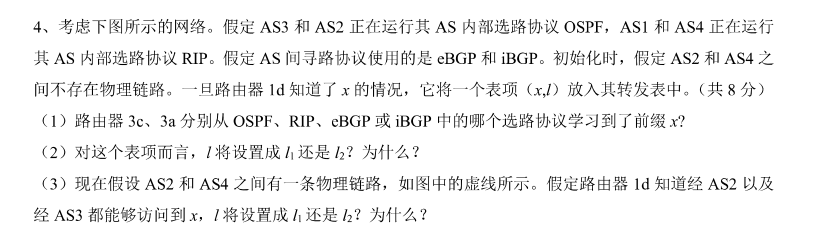 4、考虑下图所示的网络。假定 AS3 和 AS2 正在运行其 AS 内部选路协议 OSPF，AS1 和 AS4 正在运行
其 AS 内部选路协议 RIP。假定 AS 间寻路协议使用的是 eBGP 和 iBGP。初始化时，假定 AS2 和 AS4 之
间不存在物理链路。一旦路由器 1d 知道了 x 的情况，它将一个表项（x,l）放入其转发表中。（共 8 分）
（1）路由器 3c、3a 分别从 OSPF、RIP、eBGP 或 iBGP 中的哪个选路协议学习到了前缀 x?
（2）对这个表项而言，l 将设置成 l₁ 还是 l₂？为什么？
（3）现在假设 AS2 和 AS4 之间有一条物理链路，如图中的虚线所示。假定路由器 1d 知道经 AS2 以及
经 AS3 都能够访问到 x，l 将设置成 l₁ 还是 l₂？为什么？